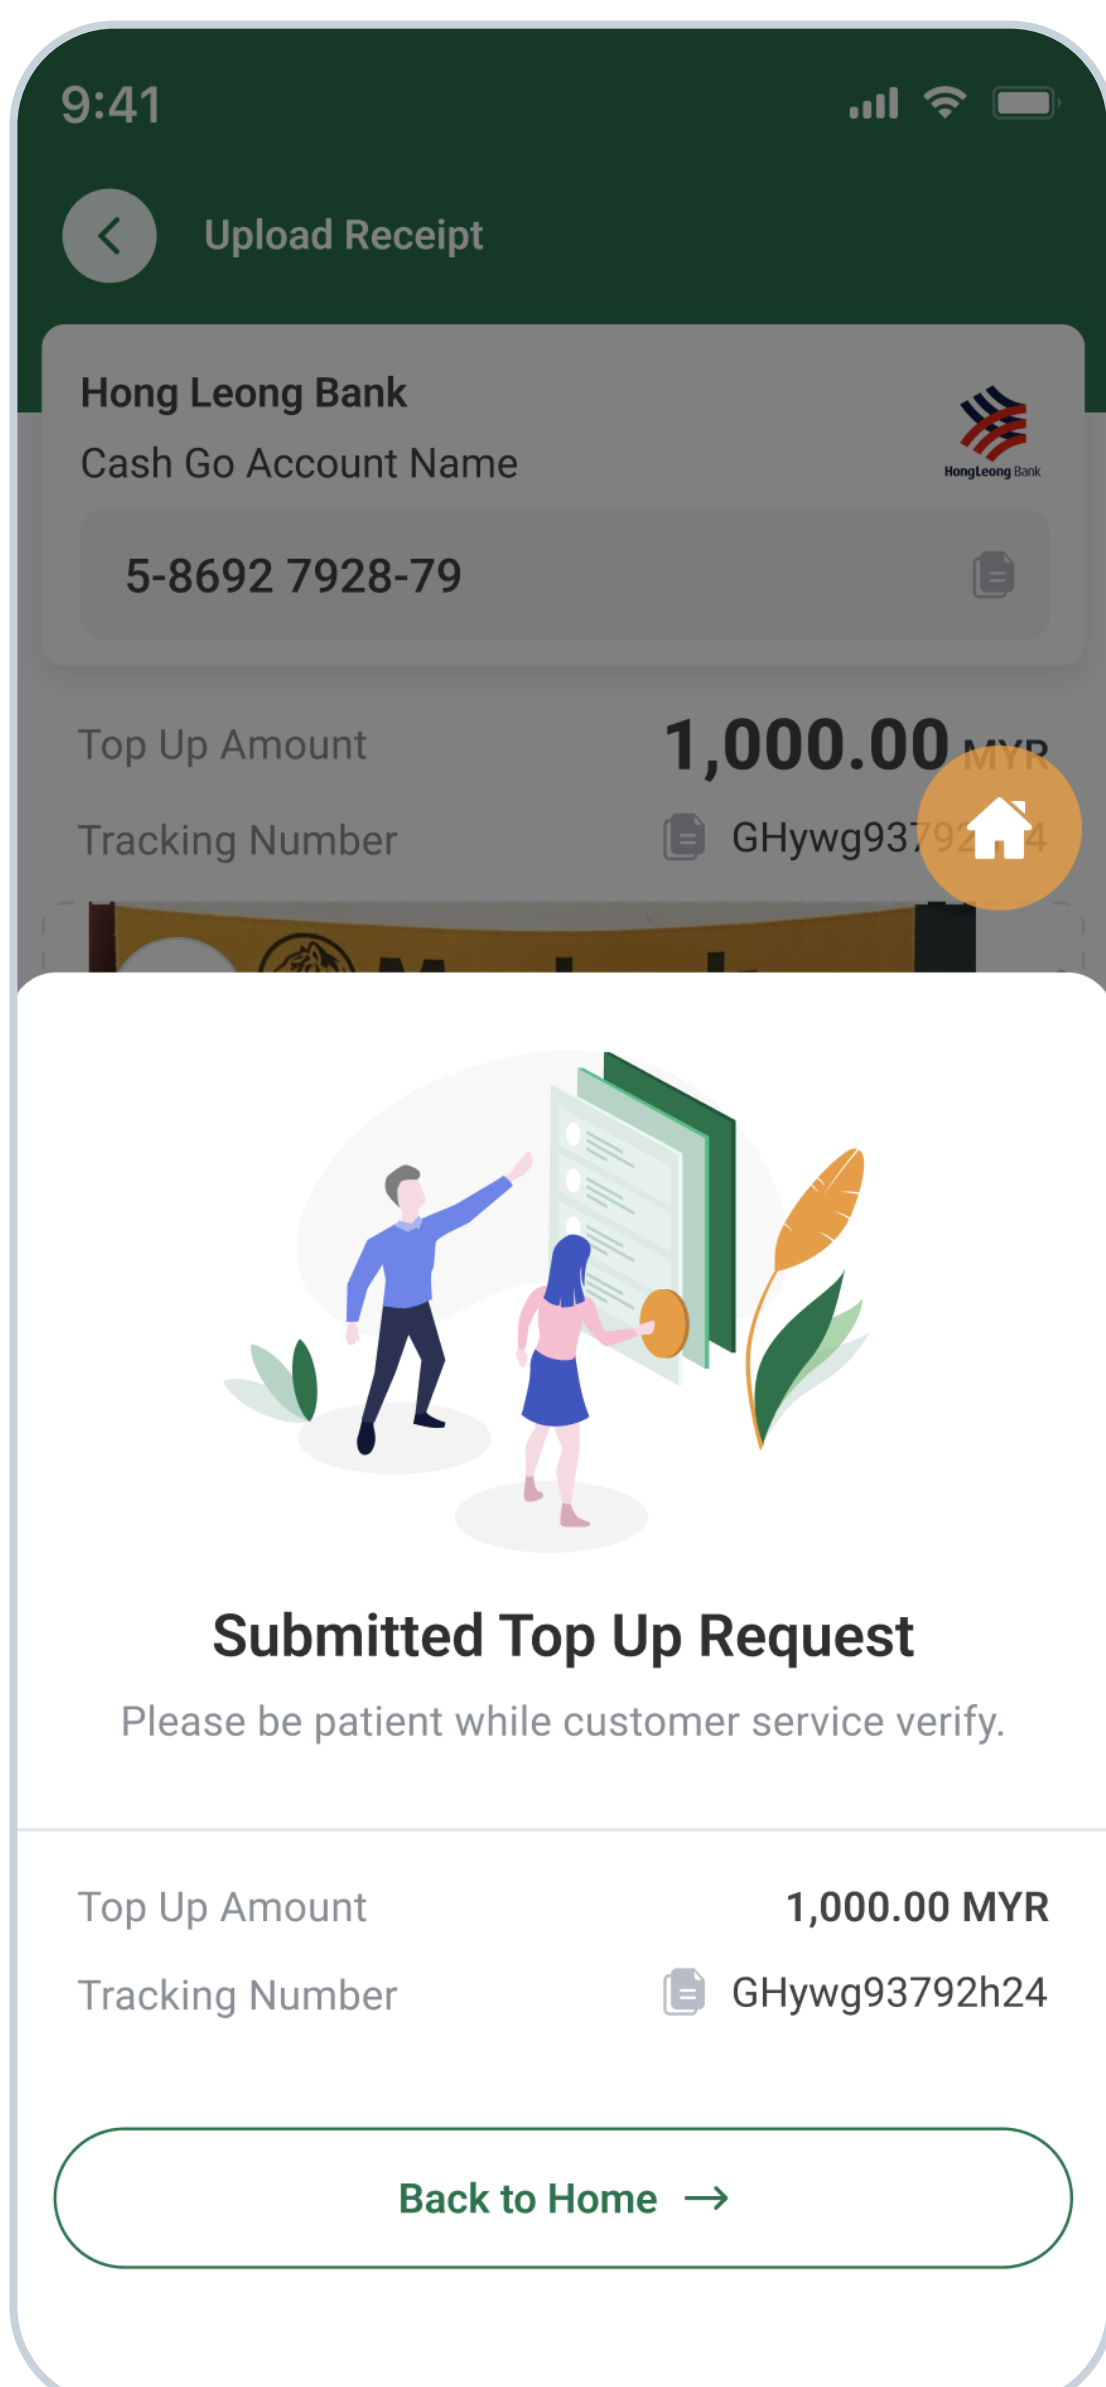 9:41
Upload Receipt
Hong Leong Bank
Cash Go Account Name
HongLeong Bank
5-8692 7928-79
Top Up Amount
1,000.00 MYR
Tracking Number
GHywg93792h24
Submitted Top Up Request
Please be patient while customer service verify.
Top Up Amount
1,000.00 MYR
Tracking Number
GHywg93792h24
Back to Home